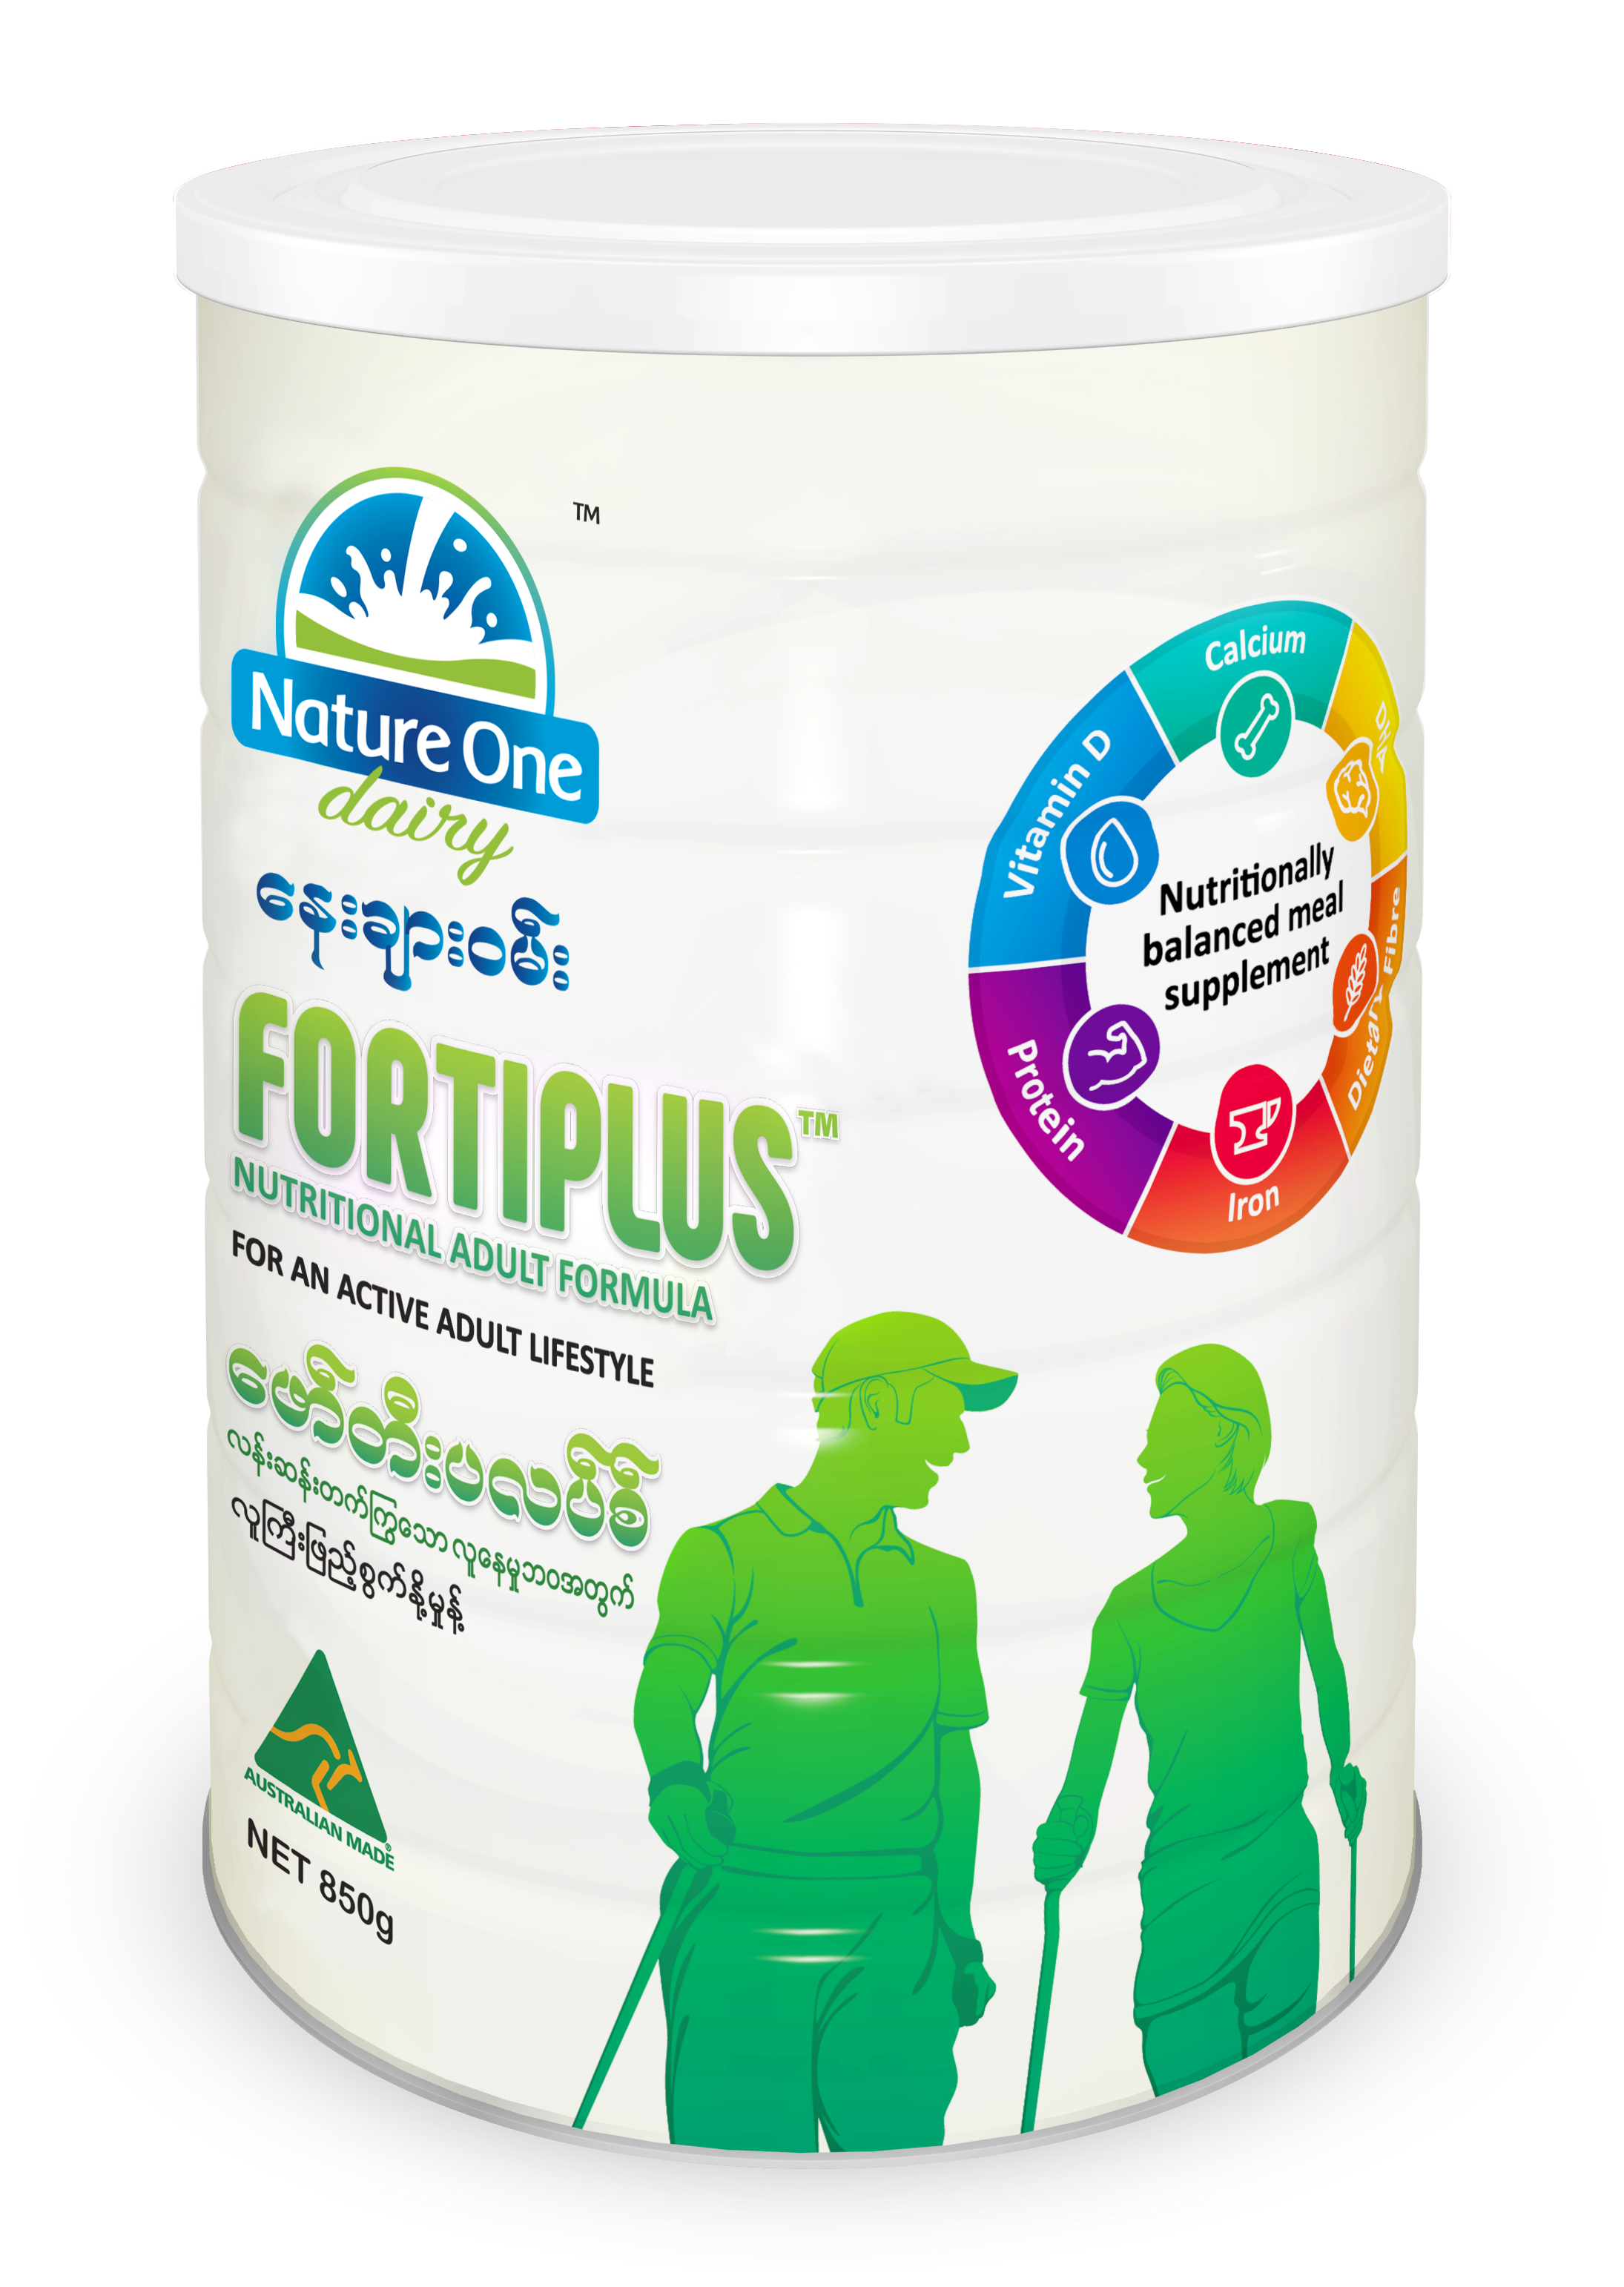 TM
Nature One
dairy
နေးချားဝမ်း
FORTIPLUS™
NUTRITIONAL ADULT FORMULA
FOR AN ACTIVE ADULT LIFESTYLE
ဖော်တီးပလပ်စ်
လန်းဆန်းတက်ကြွသော လူနေမှုဘဝအတွက်
လူကြီးဖြည့်စွက်နို့မှုန့်
AUSTRALIAN MADE
NET 850g
Calcium
Vitamin D
Protein
Iron
Dietary Fibre
Nutritionally
balanced meal
supplement